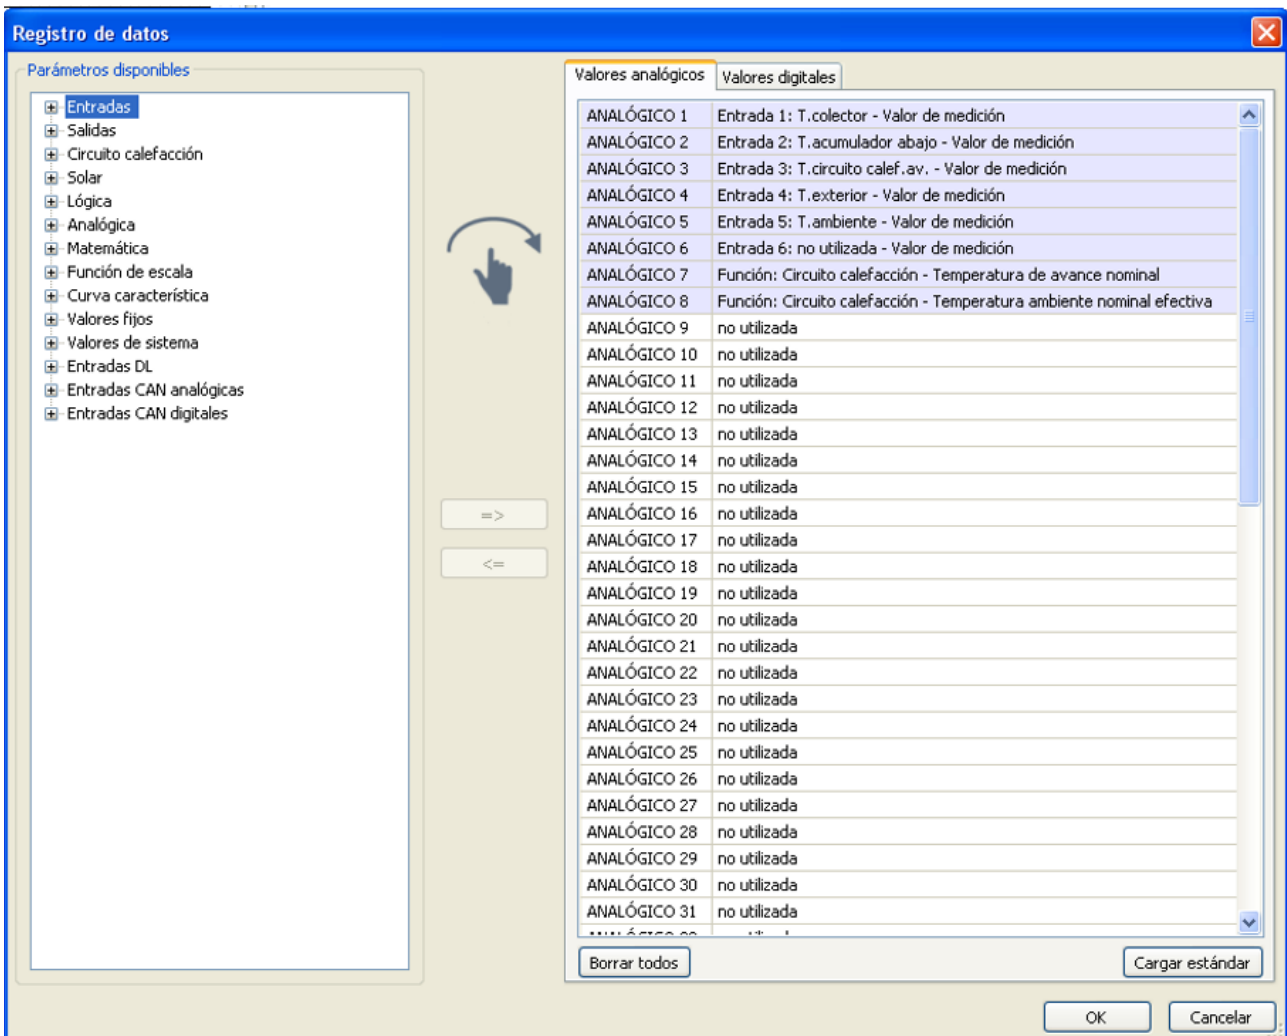 Registro de datos
Parámetros disponibles
Entradas
Salidas
Circuito calefacción
Solar
Lógica
Analógica
Matemática
Función de escala
Curva característica
Valores fijos
Valores de sistema
Entradas DL
Entradas CAN analógicas
Entradas CAN digitales
=>
<=
Valores analógicos Valores digitales
ANALÓGICO 1 Entrada 1: T.colector - Valor de medición
ANALÓGICO 2 Entrada 2: T.acumulador abajo - Valor de medición
ANALÓGICO 3 Entrada 3: T.circuito calef.av. - Valor de medición
ANALÓGICO 4 Entrada 4: T.exterior - Valor de medición
ANALÓGICO 5 Entrada 5: T.ambiente - Valor de medición
ANALÓGICO 6 Entrada 6: no utilizada - Valor de medición
ANALÓGICO 7 Función: Circuito calefacción - Temperatura de avance nominal
ANALÓGICO 8 Función: Circuito calefacción - Temperatura ambiente nominal efectiva
ANALÓGICO 9 no utilizada
ANALÓGICO 10 no utilizada
ANALÓGICO 11 no utilizada
ANALÓGICO 12 no utilizada
ANALÓGICO 13 no utilizada
ANALÓGICO 14 no utilizada
ANALÓGICO 15 no utilizada
ANALÓGICO 16 no utilizada
ANALÓGICO 17 no utilizada
ANALÓGICO 18 no utilizada
ANALÓGICO 19 no utilizada
ANALÓGICO 20 no utilizada
ANALÓGICO 21 no utilizada
ANALÓGICO 22 no utilizada
ANALÓGICO 23 no utilizada
ANALÓGICO 24 no utilizada
ANALÓGICO 25 no utilizada
ANALÓGICO 26 no utilizada
ANALÓGICO 27 no utilizada
ANALÓGICO 28 no utilizada
ANALÓGICO 29 no utilizada
ANALÓGICO 30 no utilizada
ANALÓGICO 31 no utilizada
Borrar todos Cargar estándar
OK Cancelar